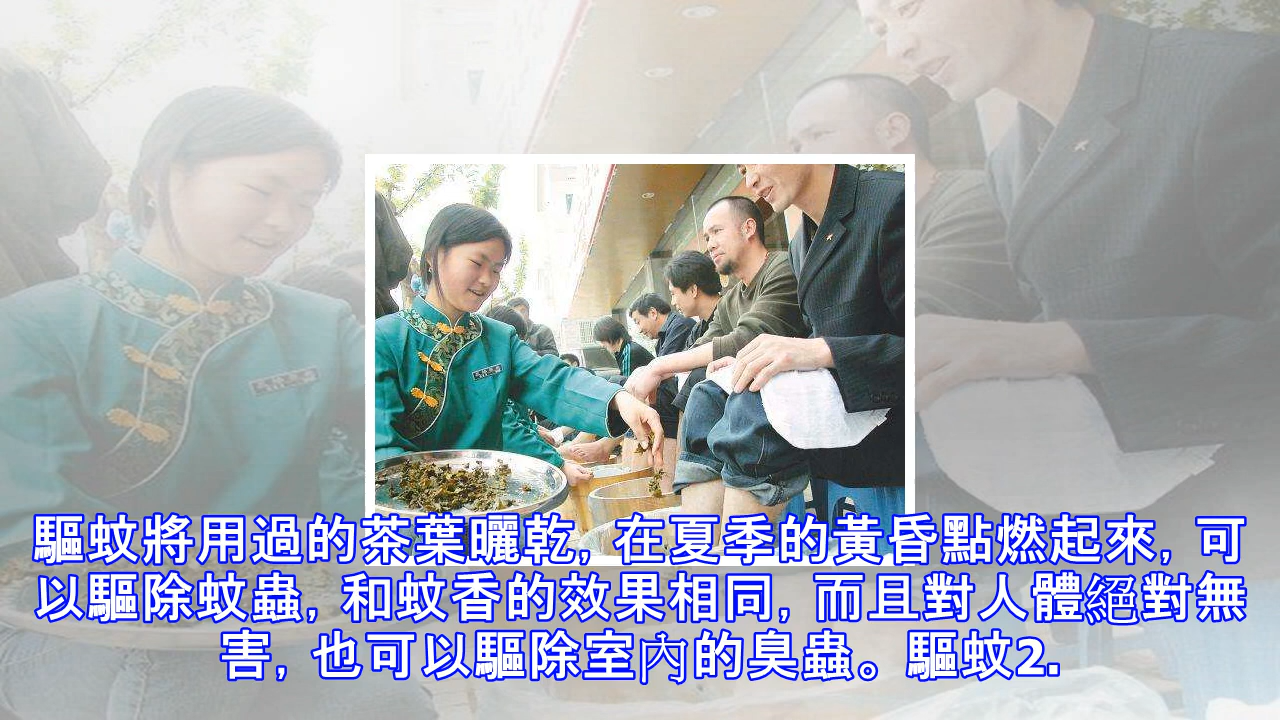 驅蚊將用過的茶葉曬乾, 在夏季的黃昏點燃起來, 可
以驅除蚊蟲, 和蚊香的效果相同, 而且對人體絕對無
害, 也可以驅除室內的臭蟲。驅蚊2.